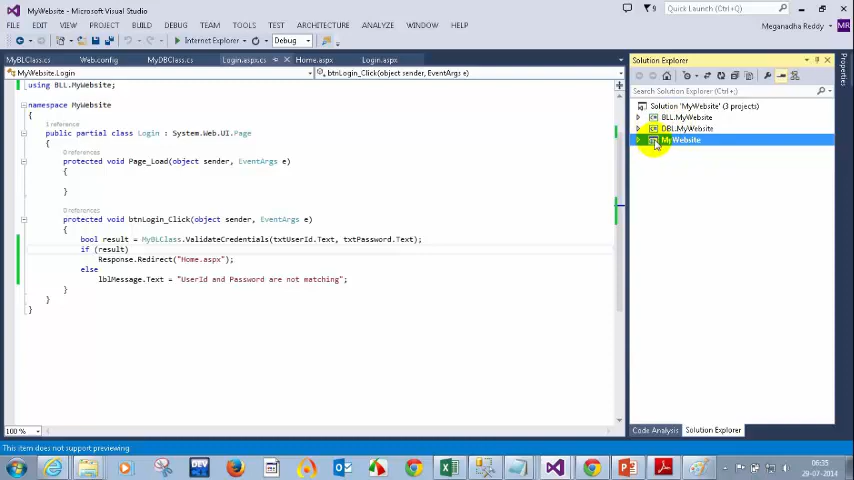 MyWebsite - Microsoft Visual Studio
9
Quick Launch (Ctrl+Q)
FILE EDIT VIEW PROJECT BUILD DEBUG TEAM TOOLS TEST ARCHITECTURE ANALYZE WINDOW HELP
Meganadha Reddy MR
Internet Explorer Debug
MyBLClass.cs Web.config MyDBClass.cs Login.aspx.cs Home.aspx Login.aspx
MyWebsite.Login btnLogin_Click(object sender, EventArgs e)
using BLL.MyWebsite;
namespace MyWebsite
{
1 reference
public partial class Login : System.Web.UI.Page
{
0 references
protected void Page_Load(object sender, EventArgs e)
{
}
0 references
protected void btnLogin_Click(object sender, EventArgs e)
{
bool result = MyBLClass.ValidateCredentials(txtUserId.Text, txtPassword.Text);
if (result)
Response.Redirect("Home.aspx");
else
lblMessage.Text = "UserId and Password are not matching";
}
}
}
100 %
Solution Explorer
Search Solution Explorer (Ctrl+;)
Solution 'MyWebsite' (3 projects)
BLL.MyWebsite
DBL.MyWebsite
MyWebsite
Code Analysis Solution Explorer
Properties
This item does not support previewing
DEV
06:35
29-07-2014